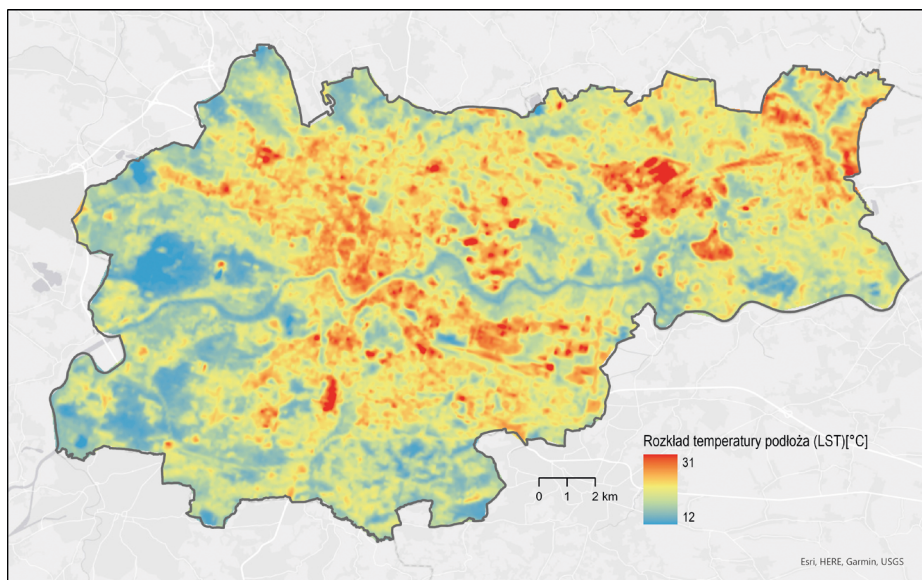 Rozkład temperatury podłoża (LST)[°C]
31
12
0 1 2 km
Esri, HERE, Garmin, USGS